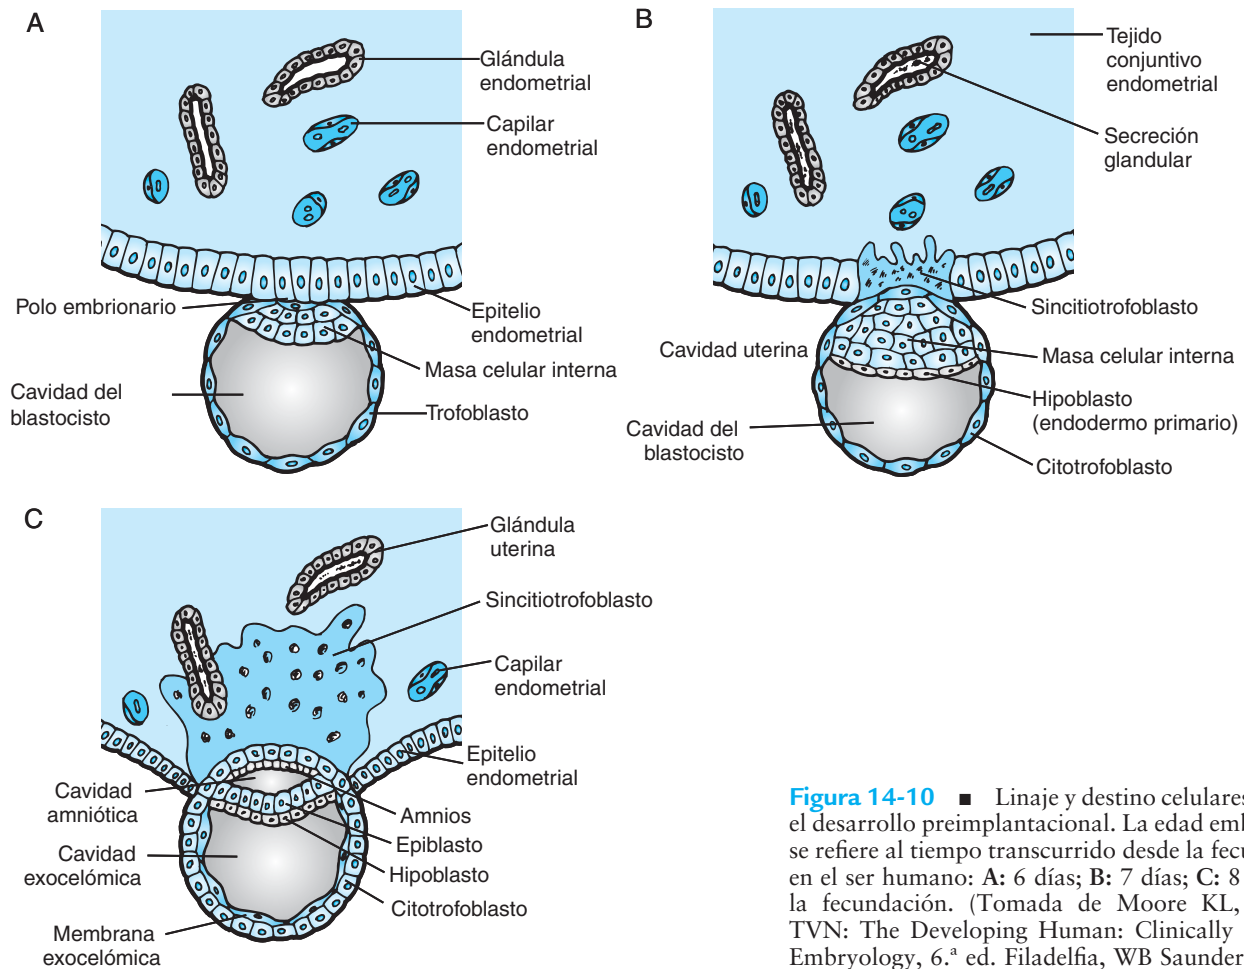 A
Glándula
endometrial
Capilar
endometrial
Polo embrionario
Epitelio
endometrial
Masa celular interna
Cavidad del
blastocisto
Trofoblasto
B
Tejido
conjuntivo
endometrial
Secreción
glandular
Sincitiotrofoblasto
Cavidad uterina
Masa celular interna
Hipoblasto
(endodermo primario)
Cavidad del
blastocisto
Citotrofoblasto
C
Glándula
uterina
Sincitiotrofoblasto
Capilar
endometrial
Epitelio
endometrial
Cavidad
amniótica
Amnios
Epiblasto
Cavidad
exocelómica
Hipoblasto
Citotrofoblasto
Membrana
exocelómica
Figura 14-10 ■ Linaje y destino celulares
el desarrollo preimplantacional. La edad emb
se refiere al tiempo transcurrido desde la fecu
en el ser humano: A: 6 días; B: 7 días; C: 8
la fecundación. (Tomada de Moore KL,
TVN: The Developing Human: Clinically
Embryology, 6.ª ed. Filadelfia, WB Saunder